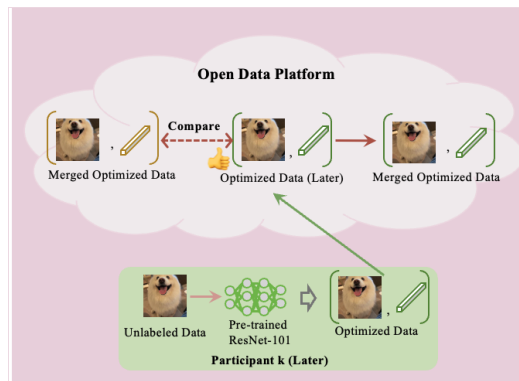 Open Data Platform
Compare
,
,
,
Merged Optimized Data
Optimized Data (Later)
Merged Optimized Data
,
Unlabeled Data
Pre-trained
ResNet-101
Optimized Data
Participant k (Later)